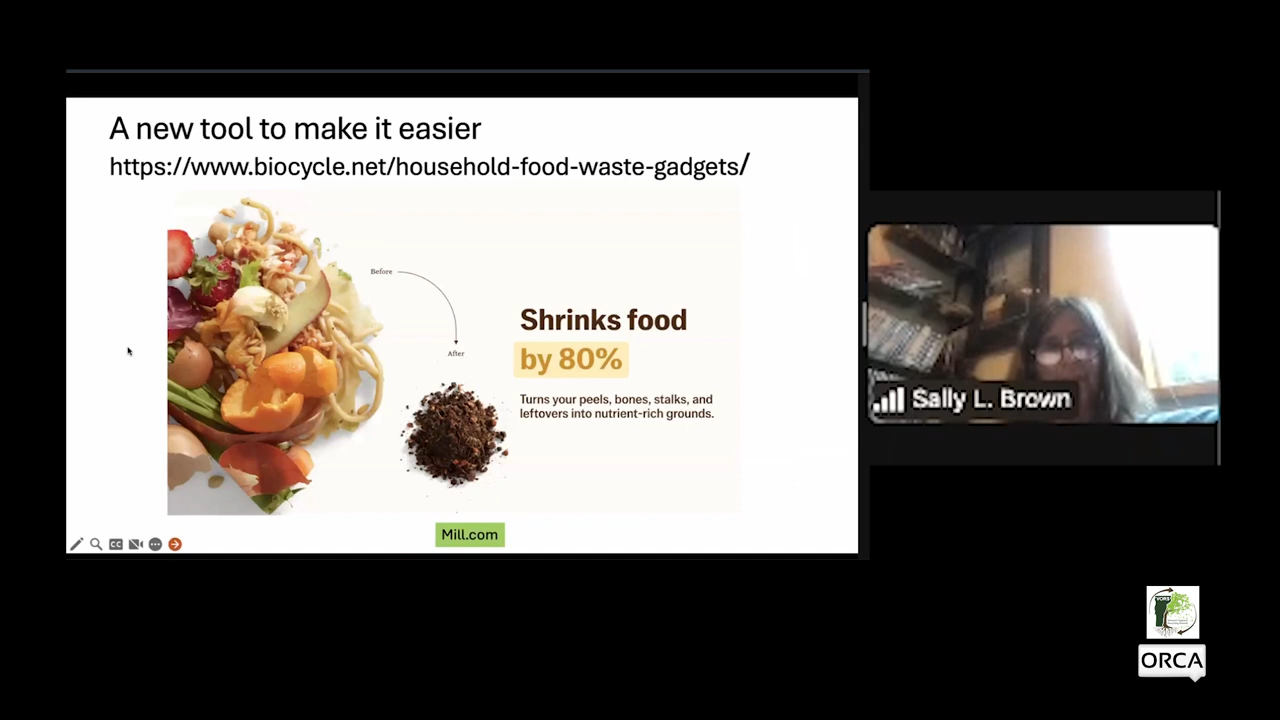 A new tool to make it easier
https://www.biocycle.net/household-food-waste-gadgets/
Before
After
Shrinks food
by 80%
Turns your peels, bones, stalks, and
leftovers into nutrient-rich grounds.
Mill.com
CC
Sally L. Brown
ORCA